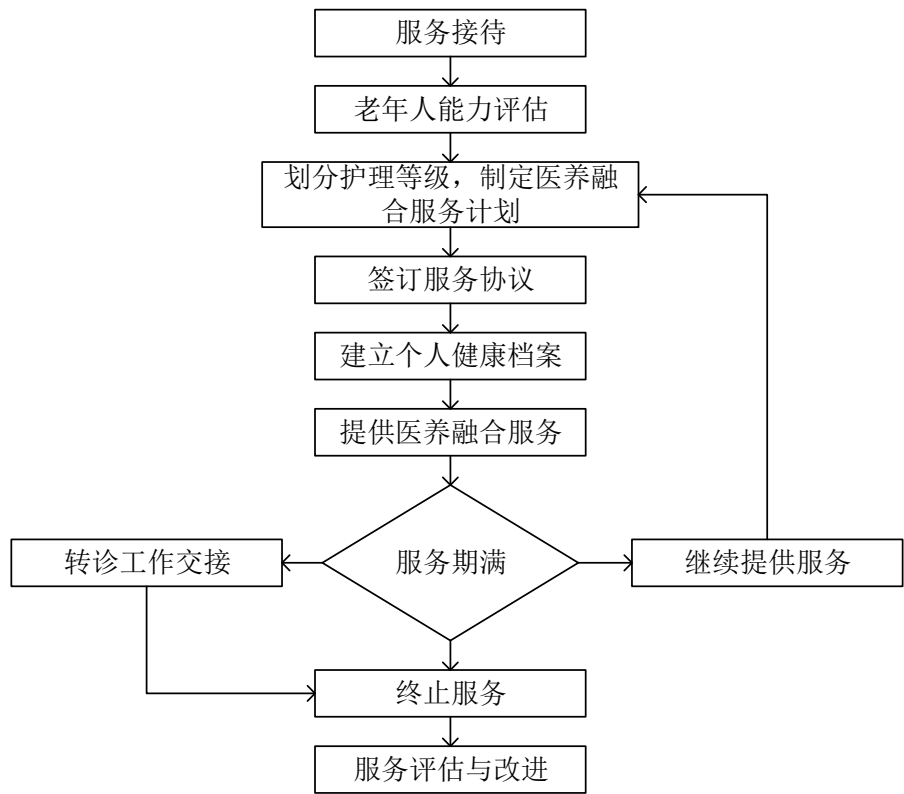 服务接待
老年人能力评估
划分护理等级，制定医养融
合服务计划
签订服务协议
建立个人健康档案
提供医养融合服务
转诊工作交接
服务期满
继续提供服务
终止服务
服务评估与改进